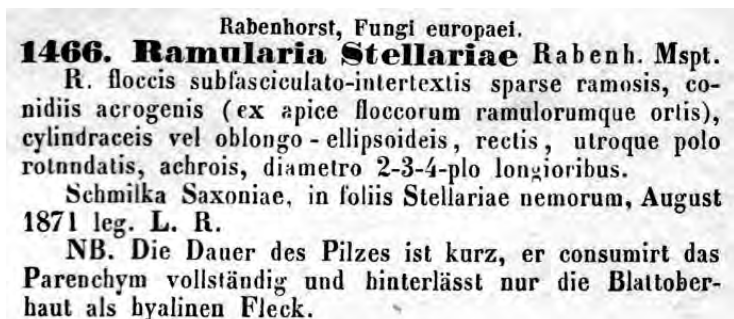 Rabenhorst, Fungi europaei.
1466. Ramularia Stellariae Rabenh. Mspt.
R. floccis subfasciculato-intertextis sparse ramosis, co-
nidiis acrogenis (ex apice floccorum ramulorumque ortis),
cylindraceis vel oblongo-ellipsoideis, rectis, utroque polo
rotnndatis, achrois, diametro 2-3-4-plo longioribus.
Schmilka Saxoniae, in foliis Stellariae nemorum, August
1871 leg. L. R.
NB. Die Dauer des Pilzes ist kurz, er consumirt das
Parenchym vollständig und hinterlässt nur die Blattober-
haut als hyalinen Fleck.